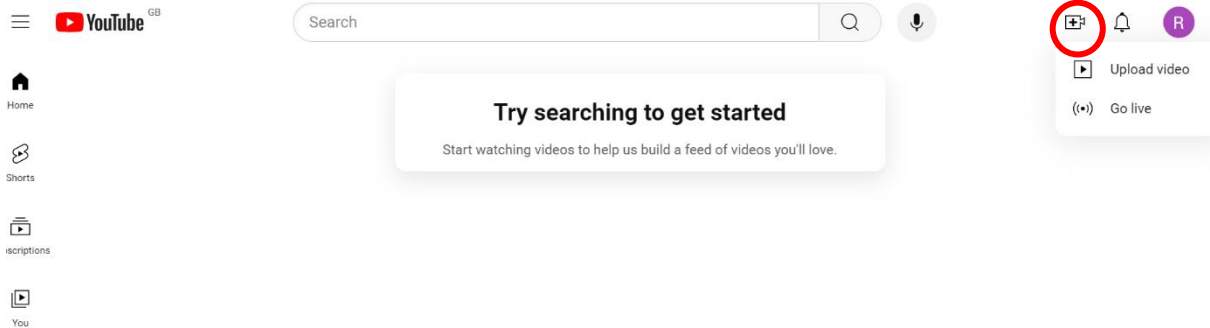 YouTube GB
Search
R
Upload video
Go live
Try searching to get started
Start watching videos to help us build a feed of videos you'll love.
Home
Shorts
scriptions
You